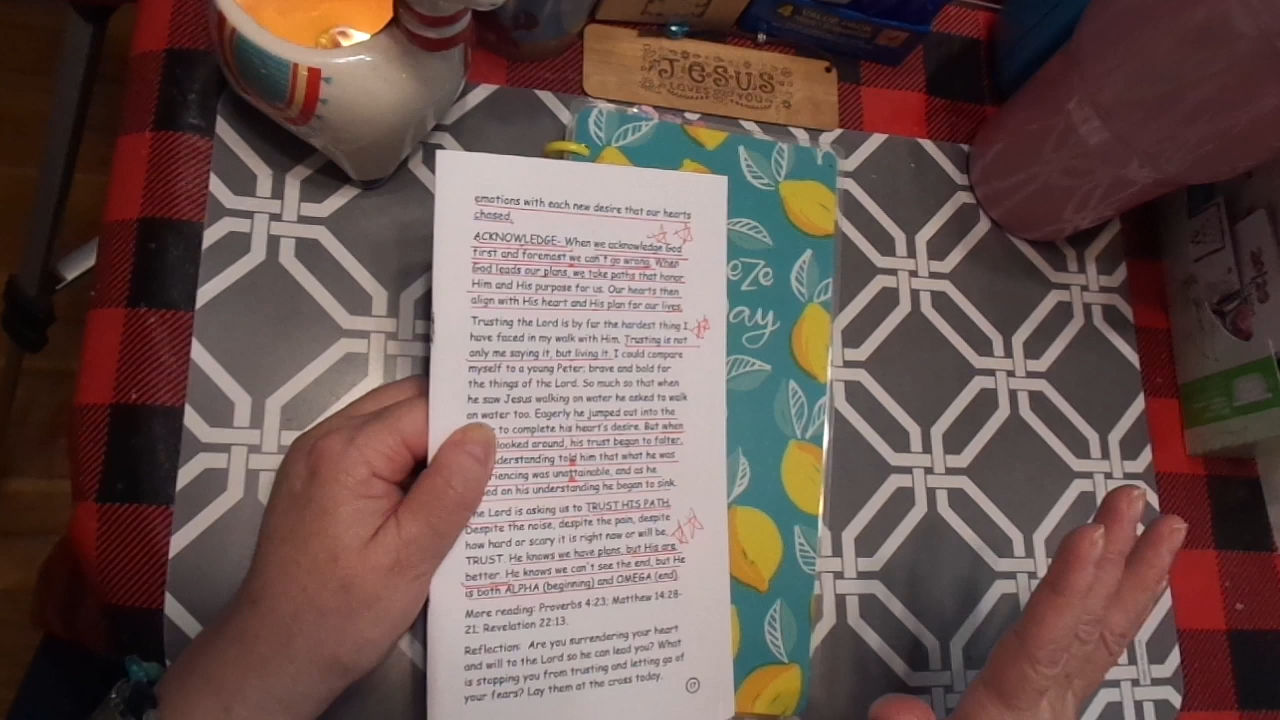 4 VALUE
JESUS
LOVES YOU
emotions with each new desire that our hearts
chased.
ACKNOWLEDGE- When we acknowledge God
first and foremost we can't go wrong. When
God leads our plans, we take paths that honor
Him and His purpose for us. Our hearts then
align with His heart and His plan for our lives.
Trusting the Lord is by far the hardest thing I
have faced in my walk with Him. Trusting is not
only me saying it, but living it. I could compare
myself to a young Peter; brave and bold for
the things of the Lord. So much so that when
he saw Jesus walking on water he asked to walk
on water too. Eagerly he jumped out into the
to complete his heart's desire. But when
looked around, his trust began to falter.
derstanding told him that what he was
riencing was unattainable, and as he
sed on his understanding he began to sink.
he Lord is asking us to TRUST HIS PATH.
Despite the noise, despite the pain, despite
how hard or scary it is right now or will be,
TRUST. He knows we have plans, but His are
better. He knows we can't see the end, but He
is both ALPHA (beginning) and OMEGA (end).
More reading: Proverbs 4:23; Matthew 14:28-
21; Revelation 22:13.
Reflection: Are you surrendering your heart
and will to the Lord so he can lead you? What
is stopping you from trusting and letting go of
your fears? Lay them at the cross today.
17
eze
ay